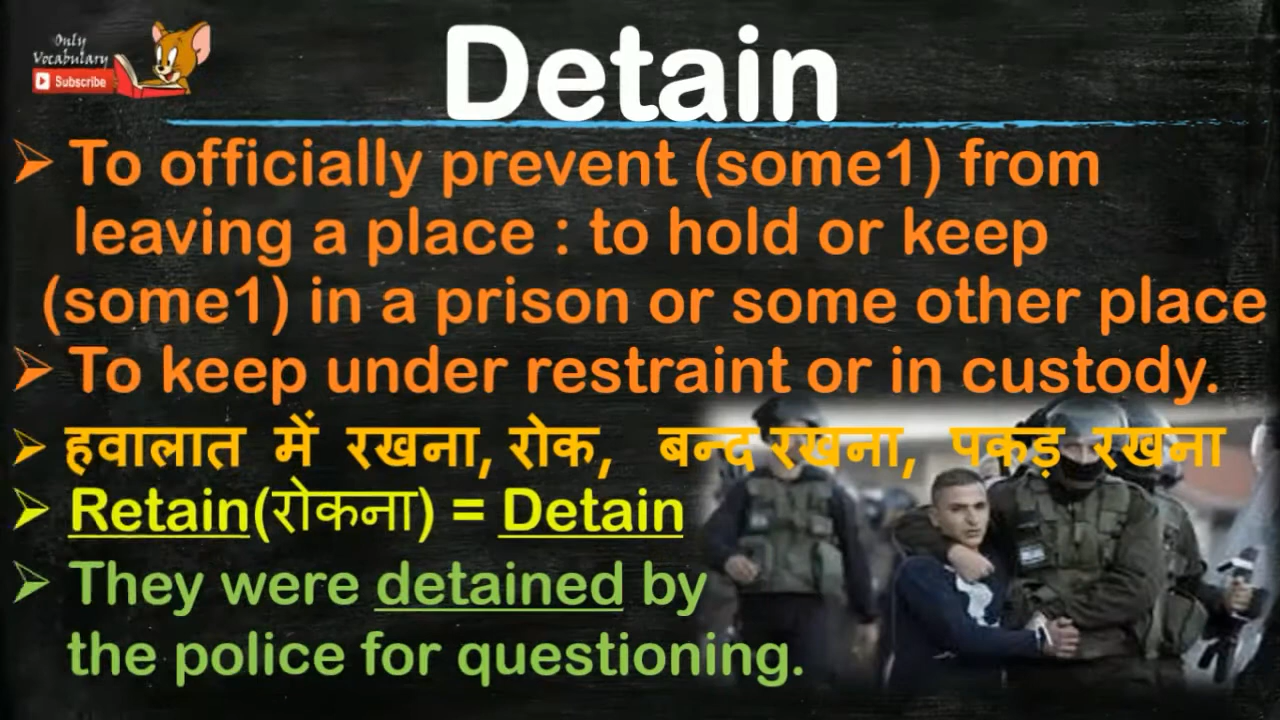 Only
Vocabulary
Subscribe
Detain
➢ To officially prevent (some1) from
leaving a place : to hold or keep
(some1) in a prison or some other place
➢ To keep under restraint or in custody.
➢ हवालात में रखना, रोक, बन्द रखना, पकड़ रखना
➢ Retain(रोकना) = Detain
➢ They were detained by
the police for questioning.